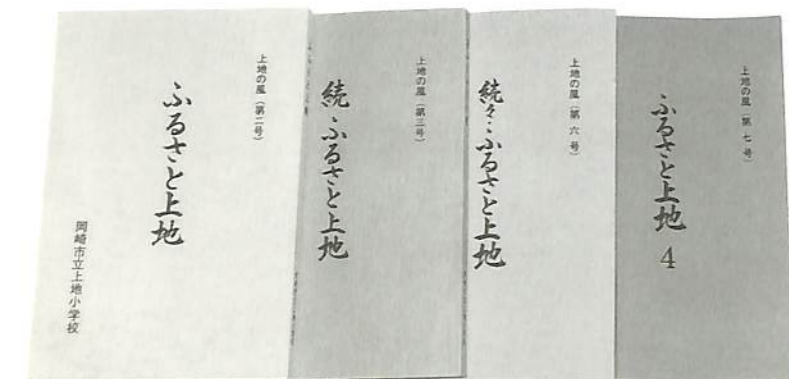 上地の風（第二号）
ふるさと上地
岡崎市立上地小学校
上地の風（第三号）
続・ふるさと上地
上地の風（第六号）
続々・ふるさと上地
上地の風（第七号）
ふるさと上地 4